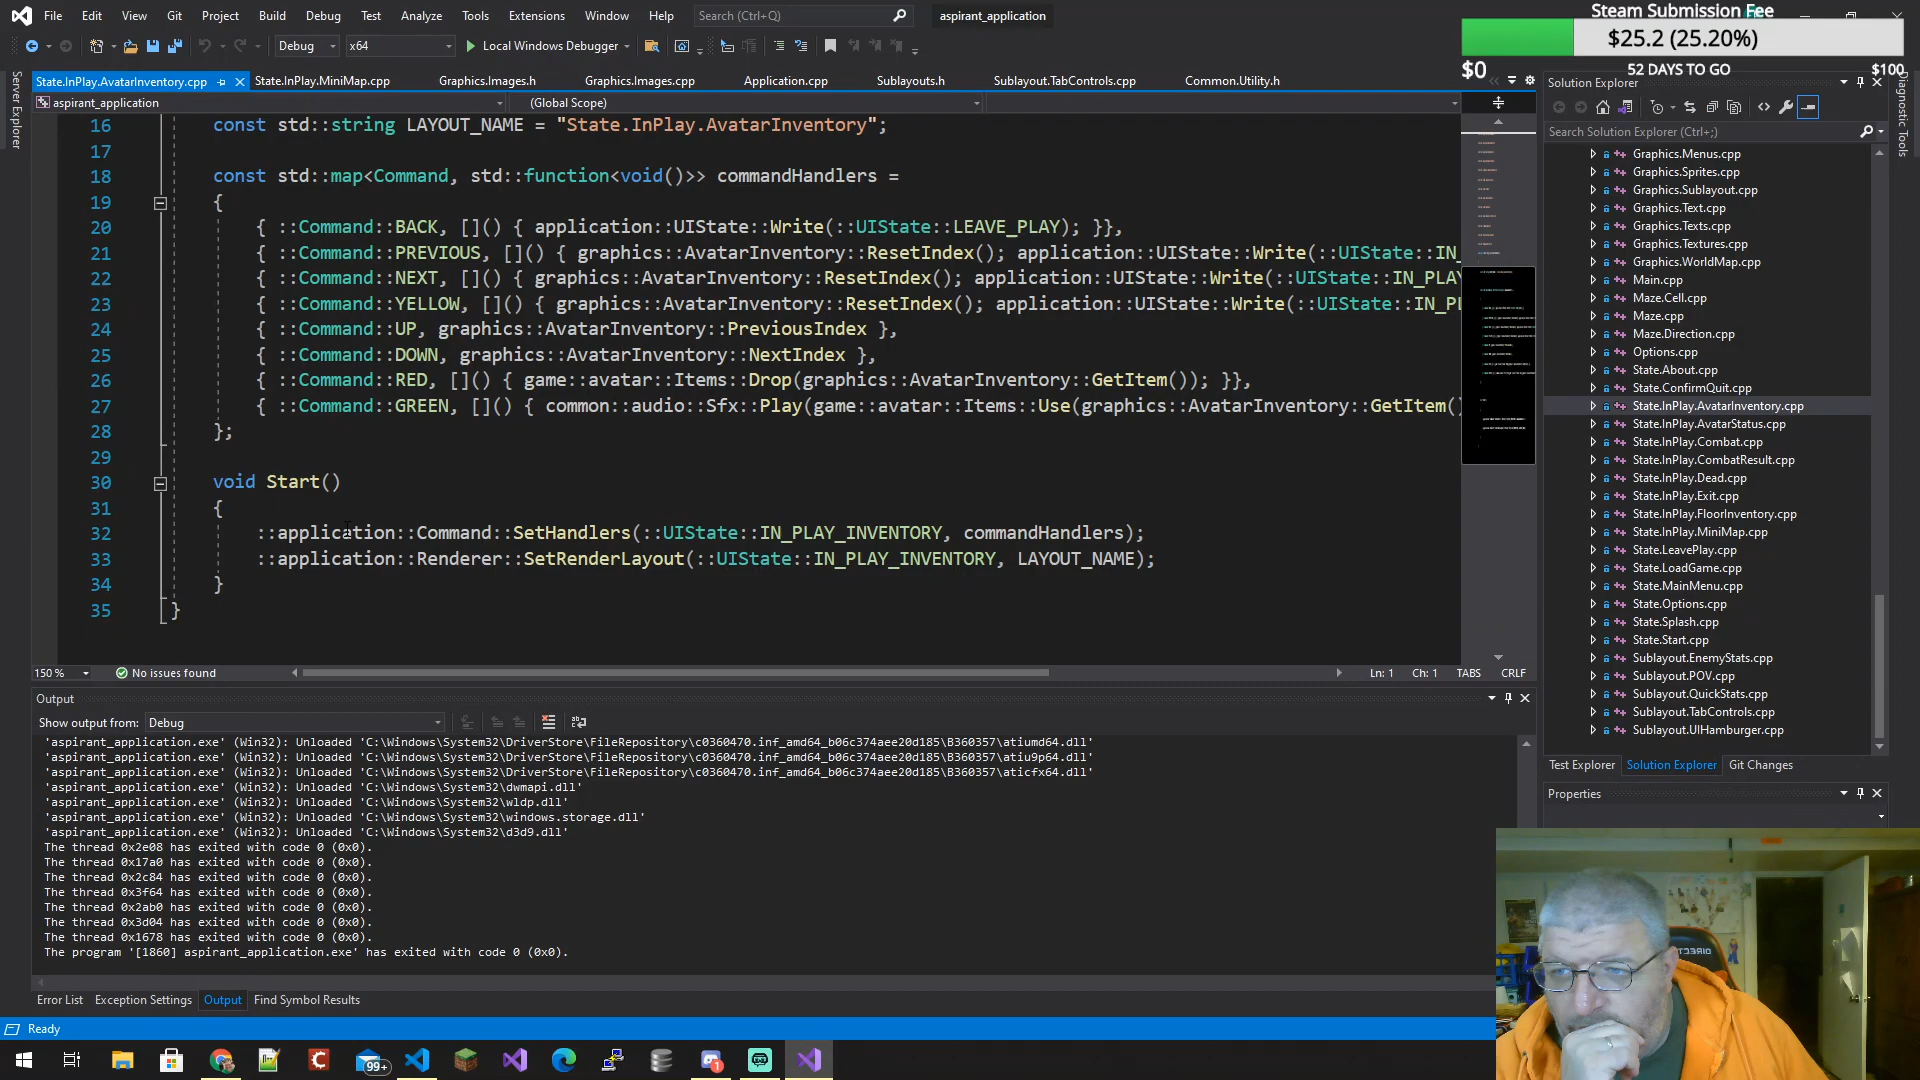 File Edit View Git Project Build Debug Test Analyze Tools Extensions Window Help Search (Ctrl+Q) aspirant_application
Steam Submission Fee
$25.2 (25.20%)
$0 52 DAYS TO GO $100
Debug x64 Local Windows Debugger
State.InPlay.AvatarInventory.cpp State.InPlay.MiniMap.cpp Graphics.Images.h Graphics.Images.cpp Application.cpp Sublayouts.h Sublayout.TabControls.cpp Common.Utility.h
aspirant_application (Global Scope)
Server Explorer
16 const std::string LAYOUT_NAME = "State.InPlay.AvatarInventory";
17
18 const std::map<Command, std::function<void()>> commandHandlers =
19 {
20 { ::Command::BACK, []() { application::UIState::Write(::UIState::LEAVE_PLAY); }},
21 { ::Command::PREVIOUS, []() { graphics::AvatarInventory::ResetIndex(); application::UIState::Write(::UIState::IN_
22 { ::Command::NEXT, []() { graphics::AvatarInventory::ResetIndex(); application::UIState::Write(::UIState::IN_PLAY
23 { ::Command::YELLOW, []() { graphics::AvatarInventory::ResetIndex(); application::UIState::Write(::UIState::IN_PL
24 { ::Command::UP, graphics::AvatarInventory::PreviousIndex },
25 { ::Command::DOWN, graphics::AvatarInventory::NextIndex },
26 { ::Command::RED, []() { game::avatar::Items::Drop(graphics::AvatarInventory::GetItem()); }},
27 { ::Command::GREEN, []() { common::audio::Sfx::Play(game::avatar::Items::Use(graphics::AvatarInventory::GetItem()
28 };
29
30 void Start()
31 {
32 ::application::Command::SetHandlers(::UIState::IN_PLAY_INVENTORY, commandHandlers);
33 ::application::Renderer::SetRenderLayout(::UIState::IN_PLAY_INVENTORY, LAYOUT_NAME);
34 }
35 }
150 % No issues found Ln: 1 Ch: 1 TABS CRLF
Output
Show output from: Debug
'aspirant_application.exe' (Win32): Unloaded 'C:\Windows\System32\DriverStore\FileRepository\c0360470.inf_amd64_b06c374aee20d185\B360357\atiumd64.dll'
'aspirant_application.exe' (Win32): Unloaded 'C:\Windows\System32\DriverStore\FileRepository\c0360470.inf_amd64_b06c374aee20d185\B360357\atiu9p64.dll'
'aspirant_application.exe' (Win32): Unloaded 'C:\Windows\System32\DriverStore\FileRepository\c0360470.inf_amd64_b06c374aee20d185\B360357\aticfx64.dll'
'aspirant_application.exe' (Win32): Unloaded 'C:\Windows\System32\dwmapi.dll'
'aspirant_application.exe' (Win32): Unloaded 'C:\Windows\System32\wldp.dll'
'aspirant_application.exe' (Win32): Unloaded 'C:\Windows\System32\windows.storage.dll'
'aspirant_application.exe' (Win32): Unloaded 'C:\Windows\System32\d3d9.dll'
The thread 0x2e08 has exited with code 0 (0x0).
The thread 0x17a0 has exited with code 0 (0x0).
The thread 0x2c84 has exited with code 0 (0x0).
The thread 0x3f64 has exited with code 0 (0x0).
The thread 0x2ab0 has exited with code 0 (0x0).
The thread 0x3d04 has exited with code 0 (0x0).
The thread 0x1678 has exited with code 0 (0x0).
The program '[1860] aspirant_application.exe' has exited with code 0 (0x0).
Error List Exception Settings Output Find Symbol Results
Ready
Solution Explorer
Search Solution Explorer (Ctrl+;)
Graphics.Menus.cpp
Graphics.Sprites.cpp
Graphics.Sublayout.cpp
Graphics.Text.cpp
Graphics.Texts.cpp
Graphics.Textures.cpp
Graphics.WorldMap.cpp
Main.cpp
Maze.Cell.cpp
Maze.cpp
Maze.Direction.cpp
Options.cpp
State.About.cpp
State.ConfirmQuit.cpp
State.InPlay.AvatarInventory.cpp
State.InPlay.AvatarStatus.cpp
State.InPlay.Combat.cpp
State.InPlay.CombatResult.cpp
State.InPlay.Dead.cpp
State.InPlay.Exit.cpp
State.InPlay.FloorInventory.cpp
State.InPlay.MiniMap.cpp
State.LeavePlay.cpp
State.LoadGame.cpp
State.MainMenu.cpp
State.Options.cpp
State.Splash.cpp
State.Start.cpp
Sublayout.EnemyStats.cpp
Sublayout.POV.cpp
Sublayout.QuickStats.cpp
Sublayout.TabControls.cpp
Sublayout.UIHamburger.cpp
Test Explorer Solution Explorer Git Changes
Properties
Diagnostic Tools
99+
1